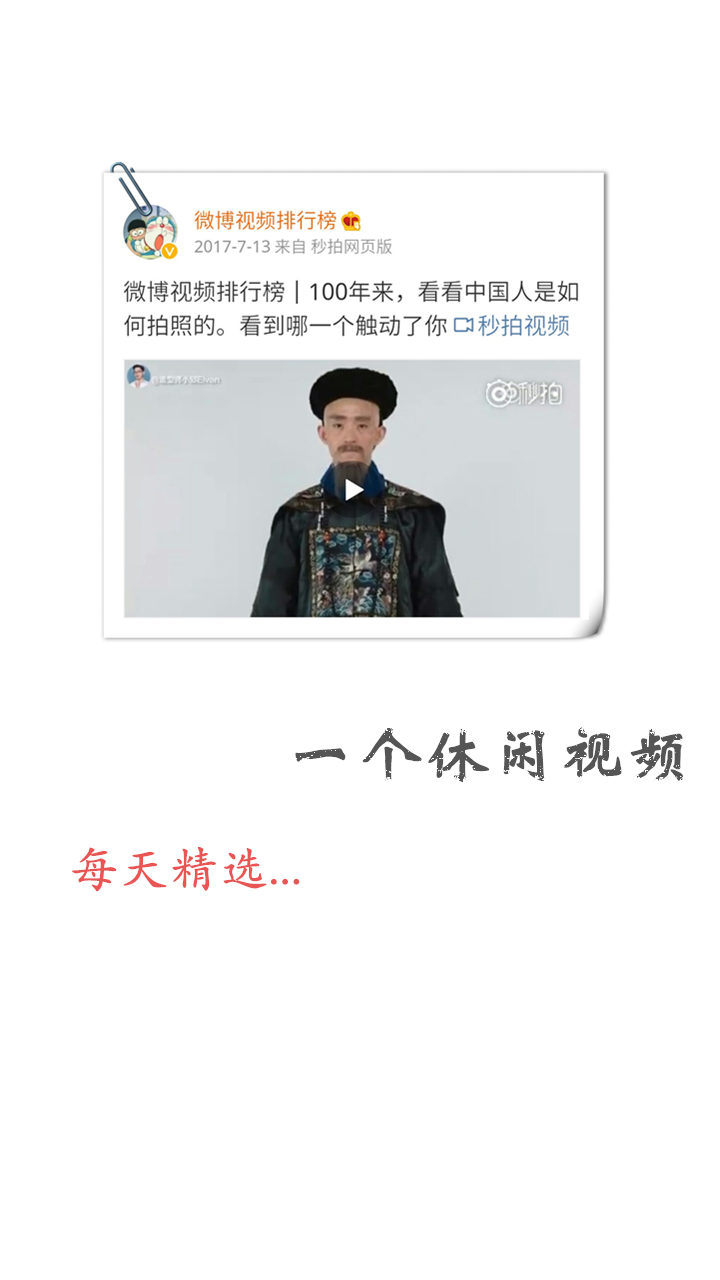 微博视频排行榜
2017-7-13 来自 秒拍网页版
微博视频排行榜｜100年来，看看中国人是如
何拍照的。看到哪一个触动了你 秒拍视频
秒拍
一个休闲视频
每天精选...